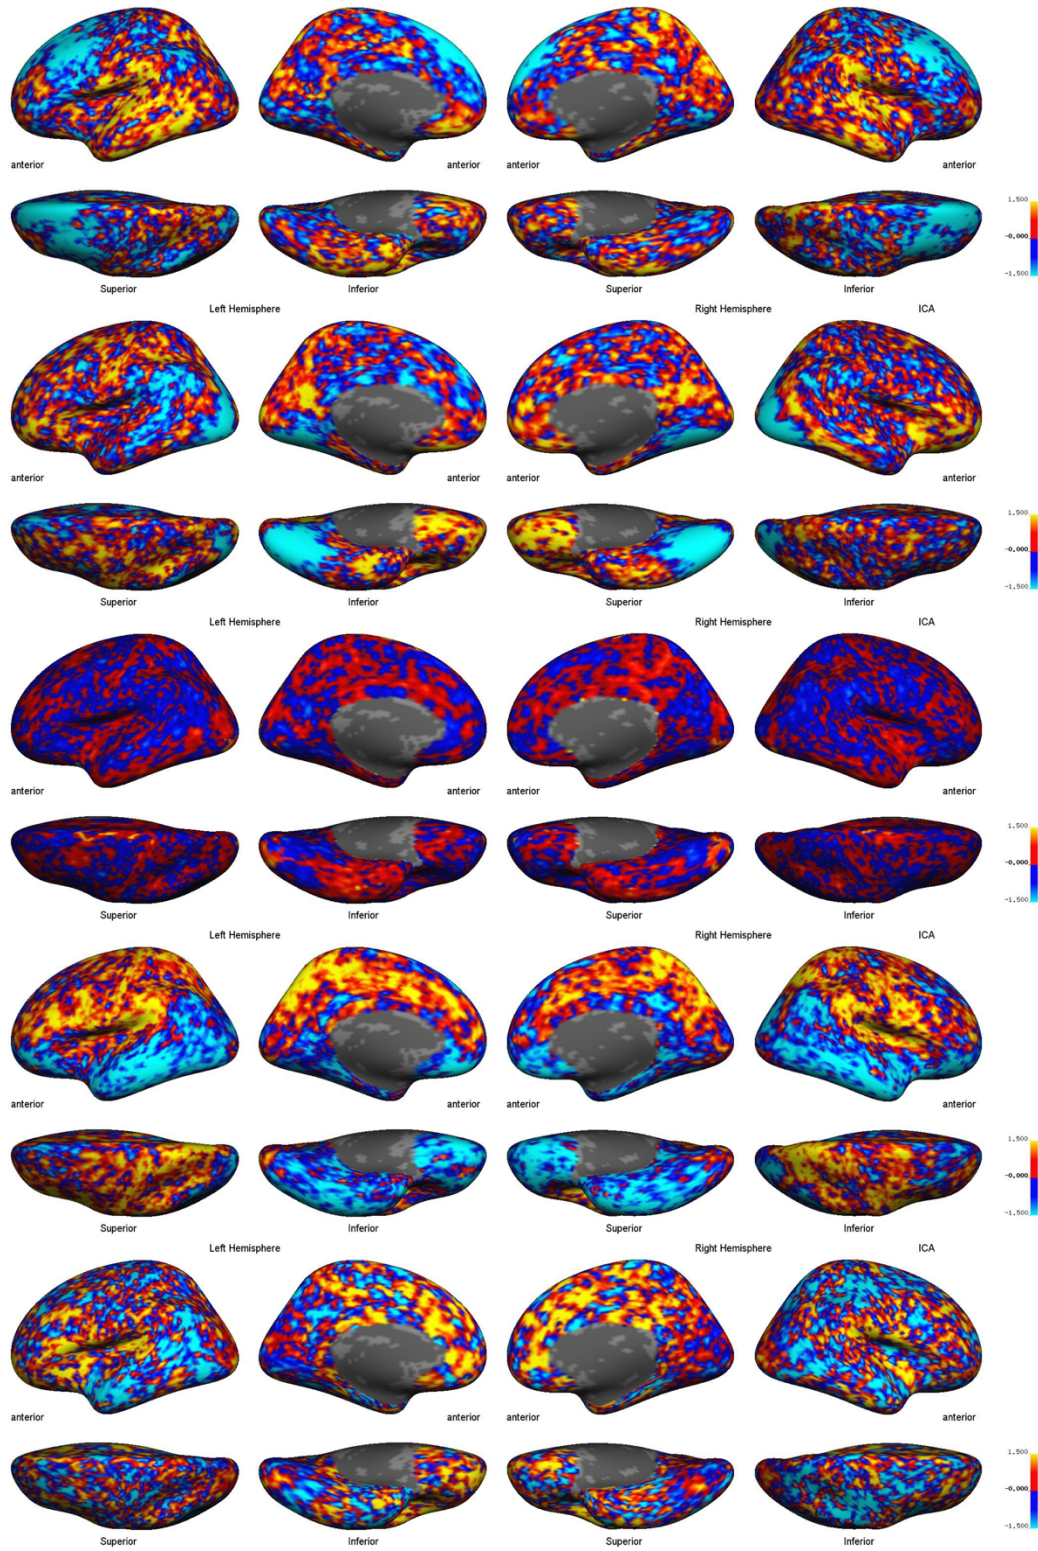 anterior anterior anterior anterior
1.500
-0.000
-1.500
Superior Inferior Superior Inferior
Left Hemisphere Right Hemisphere ICA
anterior anterior anterior anterior
1.500
-0.000
-1.500
Superior Inferior Superior Inferior
Left Hemisphere Right Hemisphere ICA
anterior anterior anterior anterior
1.500
-0.000
-1.500
Superior Inferior Superior Inferior
Left Hemisphere Right Hemisphere ICA
anterior anterior anterior anterior
1.500
-0.000
-1.500
Superior Inferior Superior Inferior
Left Hemisphere Right Hemisphere ICA
anterior anterior anterior anterior
1.500
-0.000
-1.500
Superior Inferior Superior Inferior